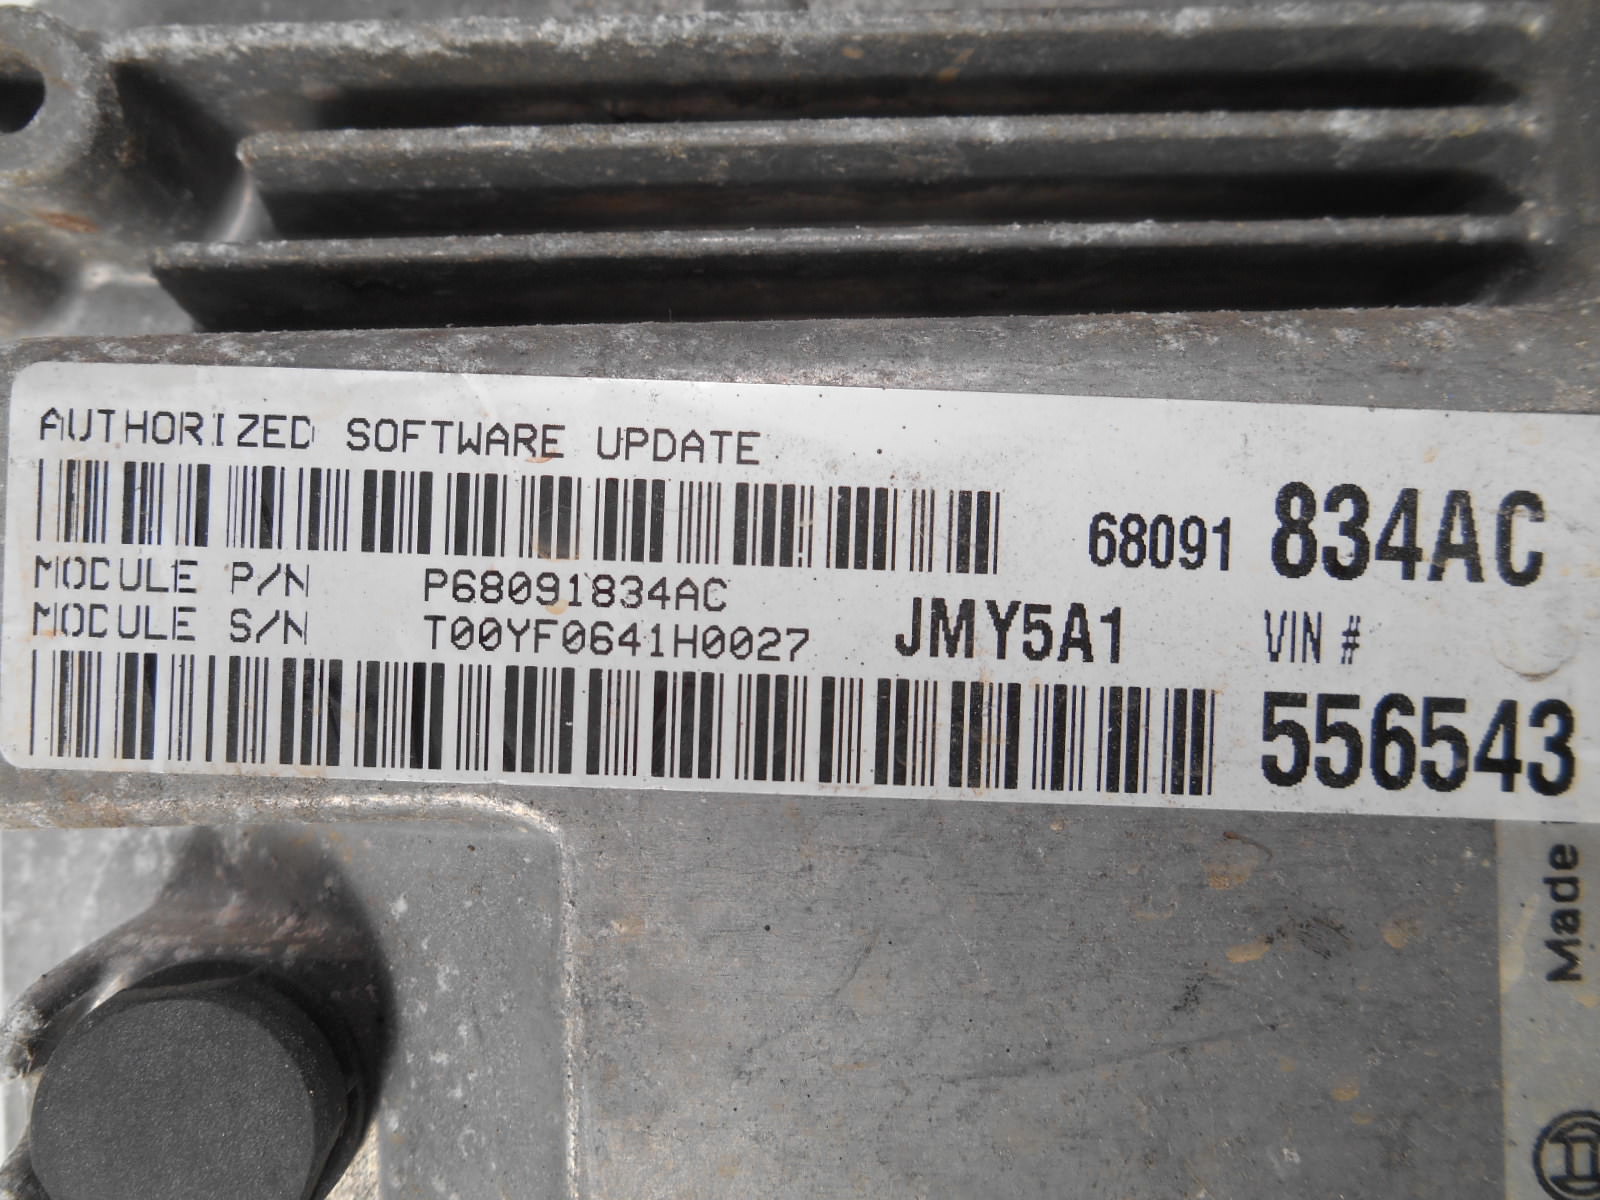 AUTHORIZED SOFTWARE UPDATE
68091 834AC
MODULE P/N P68091834AC
MODULE S/N T00YF0641H0027
JMY5A1
VIN #
556543
Made